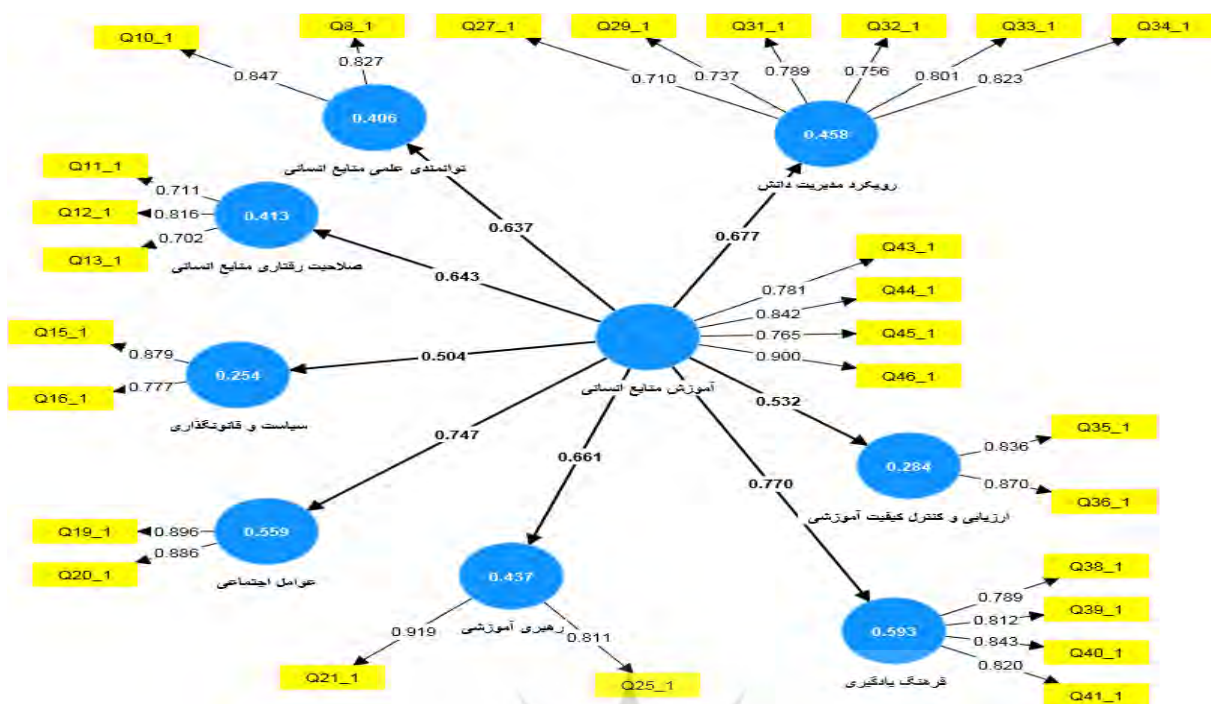 Q8_1 Q27_1 Q29_1 Q31_1 Q32_1 Q33_1 Q34_1
Q10_1
0.827
0.847
0.710 0.737 0.789 0.756 0.801 0.823
0.406
0.458
توانمندی علمی منابع انسانی
رویکرد مدیریت دانش
Q11_1
0.711
Q12_1 0.816 0.413
0.702
Q13_1
صلاحیت رفتاری منابع انسانی
0.637
0.677
0.643
Q43_1
0.781
Q44_1
0.842
Q45_1
0.765
Q46_1
0.900
آموزش منابع انسانی
Q15_1
0.879
0.254
0.777
Q16_1
سیاست و قانونگذاری
0.504
0.532
0.747
0.661
0.770
Q35_1
0.836
0.284
0.870
Q36_1
ارزیابی و کنترل کیفیت آموزشی
Q19_1 0.896 0.559
0.886
Q20_1
عوامل اجتماعی
0.437
رهبری آموزشی
0.919 0.811
Q21_1 Q25_1
Q38_1
0.789
Q39_1
0.812
0.593
0.843
Q40_1
0.820
Q41_1
فرهنگ یادگیری